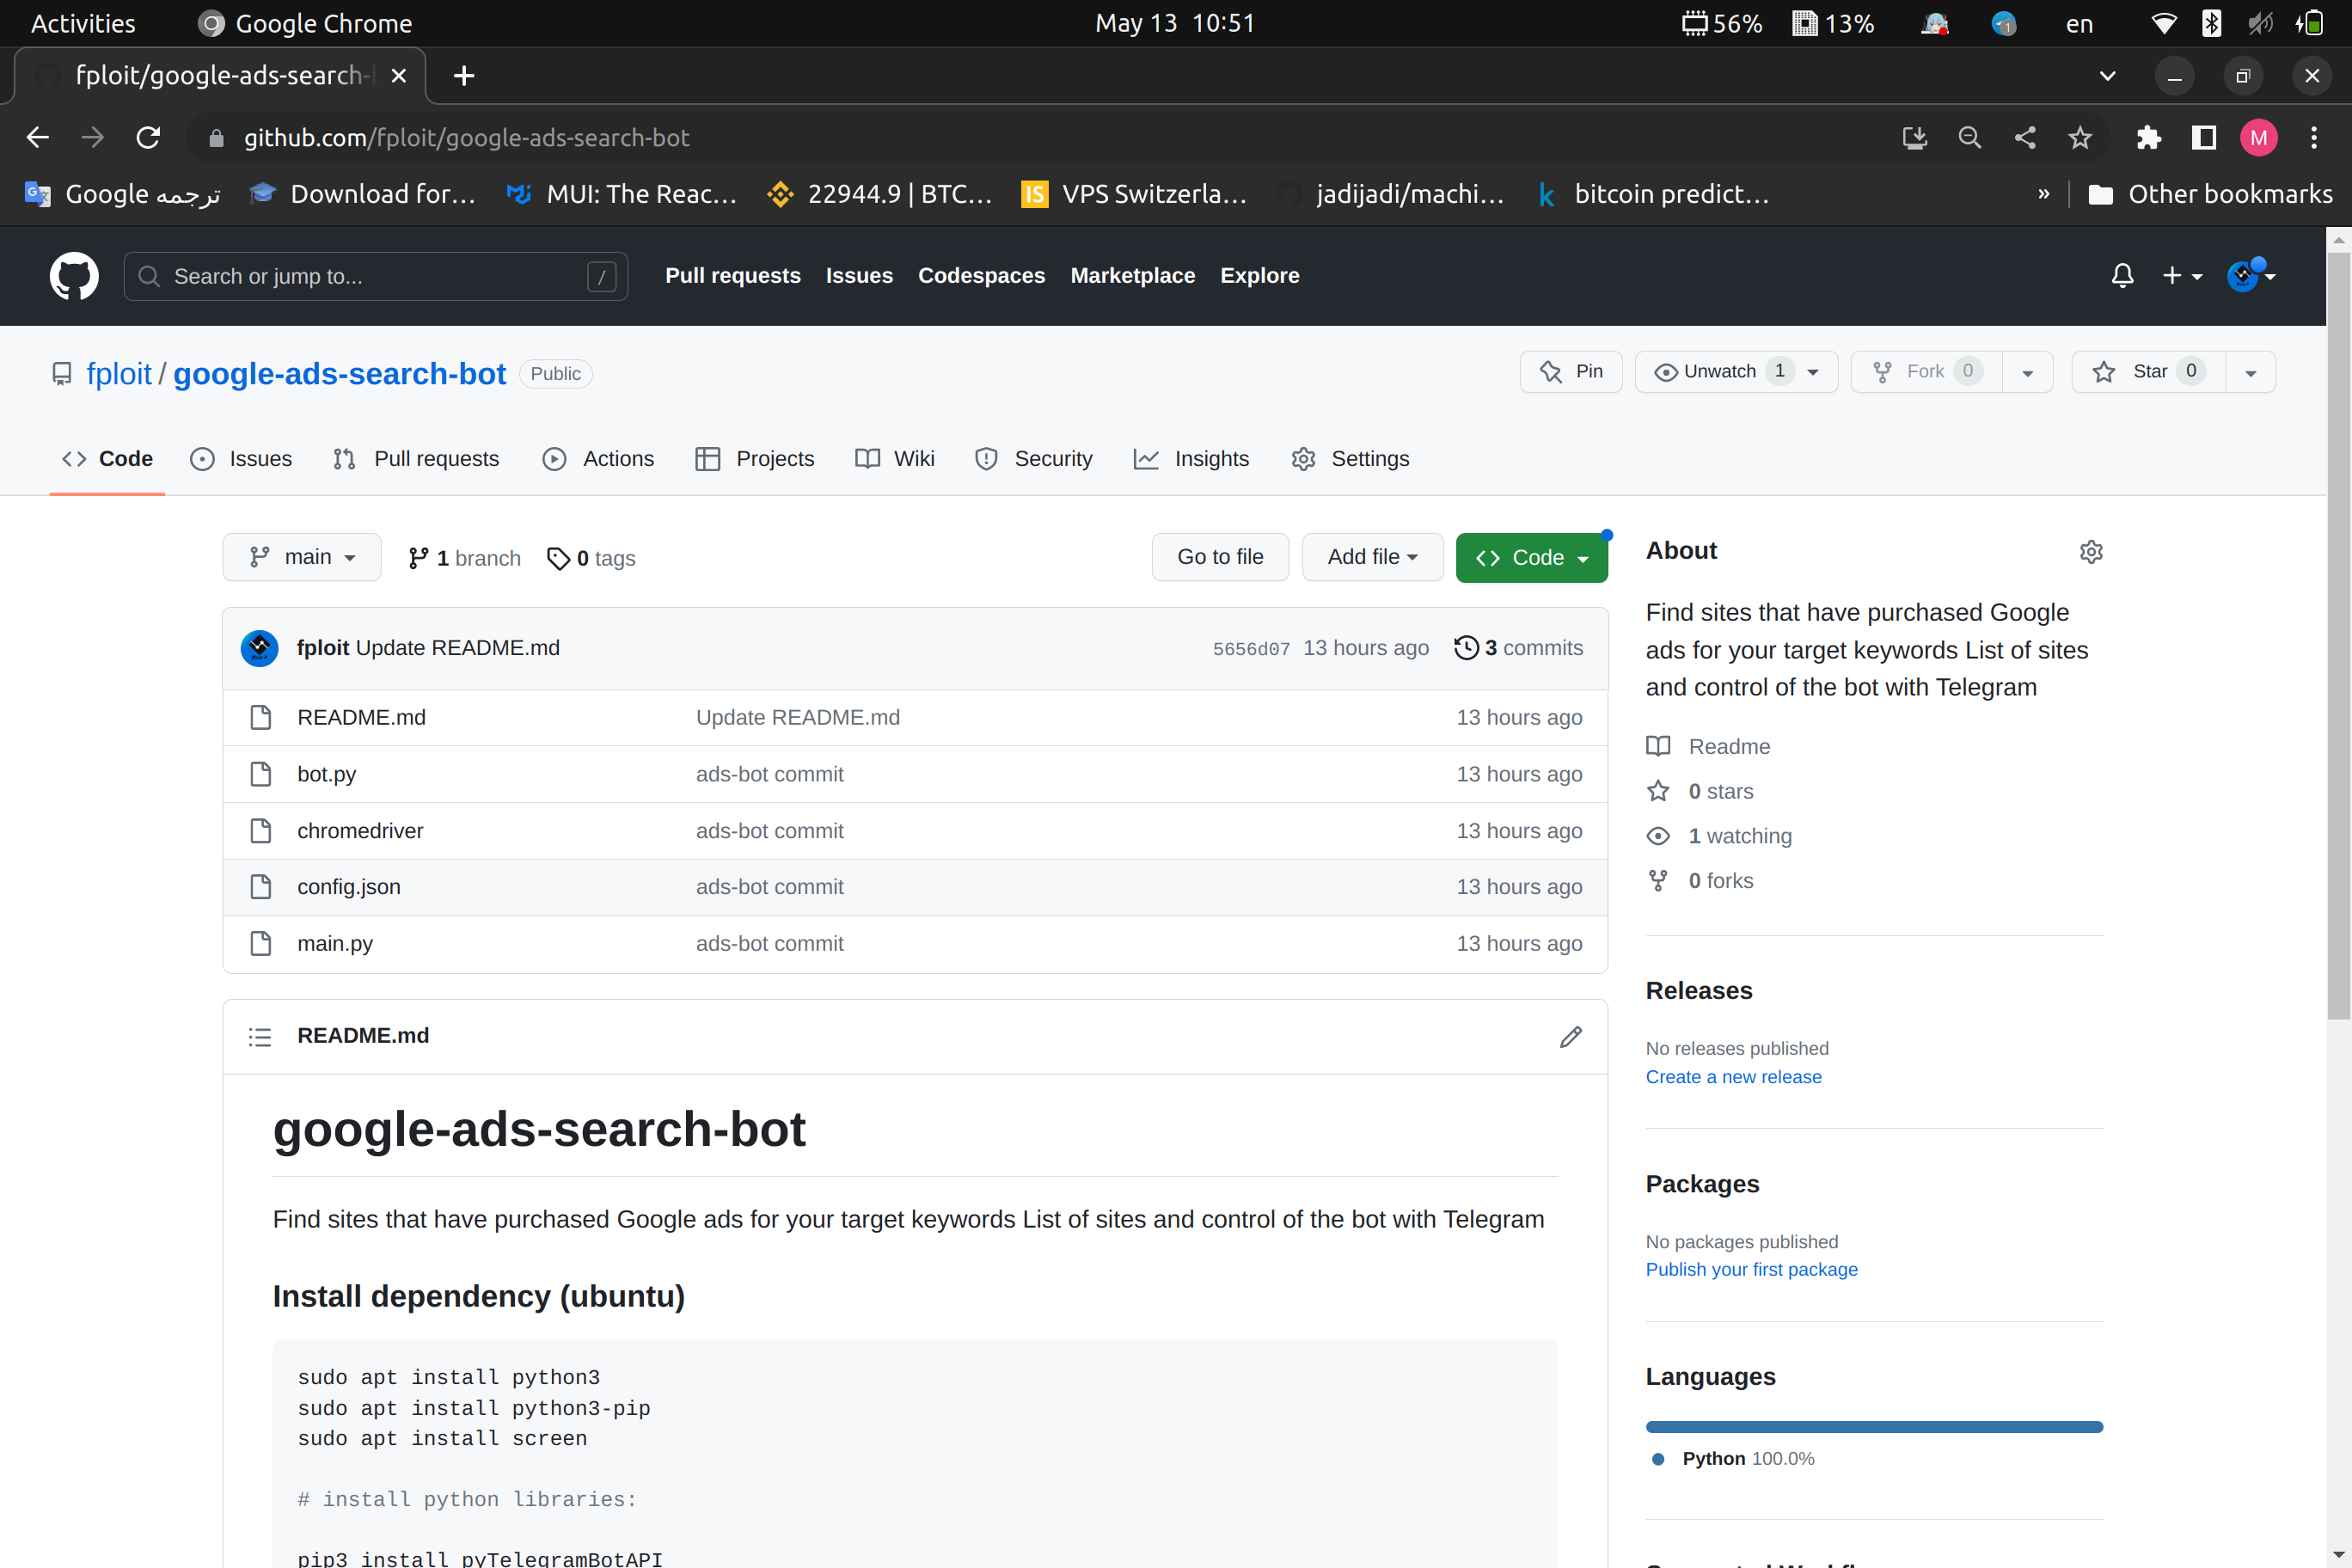 Activities Google Chrome May 13 10:51 56% 13% 1 en
fploit/google-ads-search-
github.com/fploit/google-ads-search-bot M
Google ترجمه Download for... MUI: The Reac... 22944.9 | BTC... IS VPS Switzerla... jadijadi/machi... k bitcoin predict... » Other bookmarks
Search or jump to... / Pull requests Issues Codespaces Marketplace Explore
fploit / google-ads-search-bot Public Pin Unwatch 1 Fork 0 Star 0
Code Issues Pull requests Actions Projects Wiki Security Insights Settings
main 1 branch 0 tags Go to file Add file Code
fploit Update README.md 5656d07 13 hours ago 3 commits
README.md Update README.md 13 hours ago
bot.py ads-bot commit 13 hours ago
chromedriver ads-bot commit 13 hours ago
config.json ads-bot commit 13 hours ago
main.py ads-bot commit 13 hours ago
README.md
google-ads-search-bot
Find sites that have purchased Google ads for your target keywords List of sites and control of the bot with Telegram
Install dependency (ubuntu)
sudo apt install python3
sudo apt install python3-pip
sudo apt install screen
# install python libraries:
pip3 install pyTelegramBotAPI
About
Find sites that have purchased Google
ads for your target keywords List of sites
and control of the bot with Telegram
Readme
0 stars
1 watching
0 forks
Releases
No releases published
Create a new release
Packages
No packages published
Publish your first package
Languages
Python 100.0%